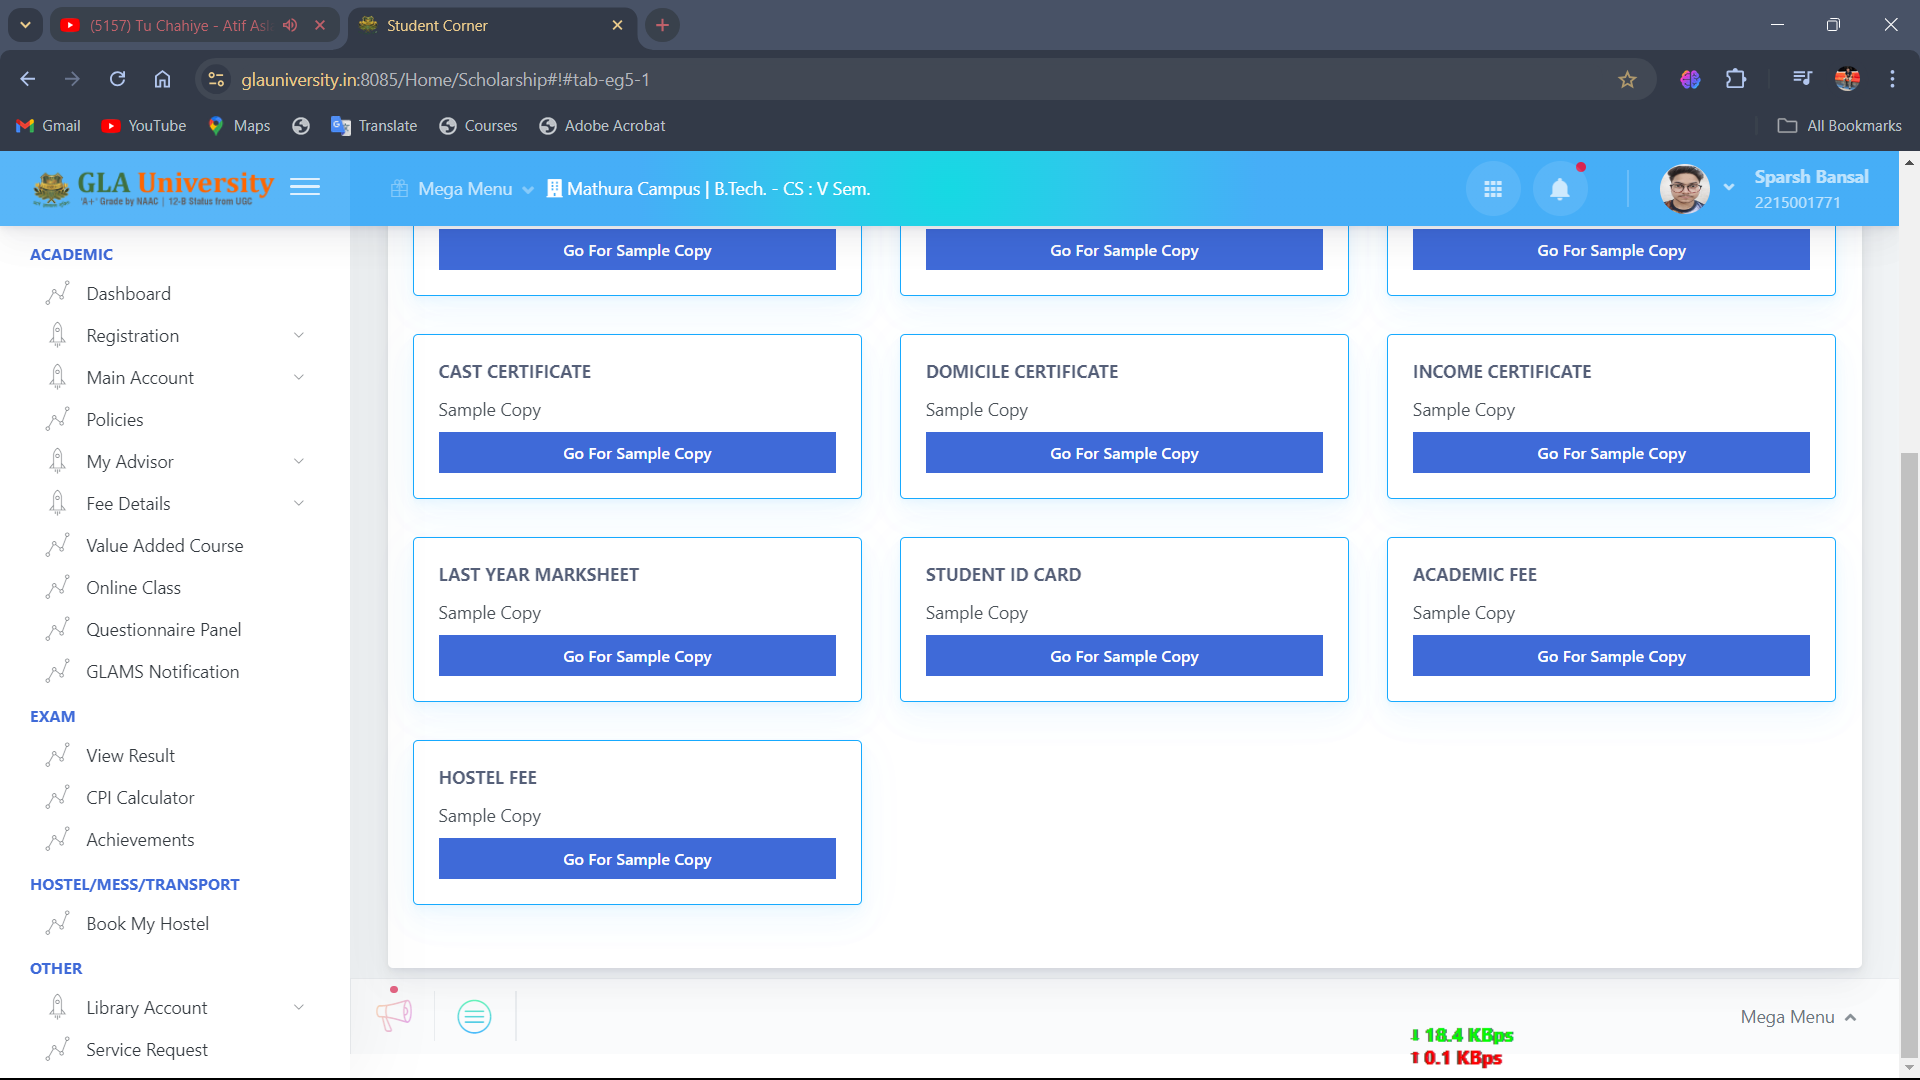 (5157) Tu Chahiye - Atif Asl
Student Corner
glauniversity.in:8085/Home/Scholarship#!#tab-eg5-1
Gmail YouTube Maps Translate Courses Adobe Acrobat All Bookmarks
GLA University
'A+' Grade by NAAC | 12-B Status from UGC
Mega Menu Mathura Campus | B.Tech. - CS : V Sem.
Sparsh Bansal
2215001771
ACADEMIC
Dashboard
Registration
Main Account
Policies
My Advisor
Fee Details
Value Added Course
Online Class
Questionnaire Panel
GLAMS Notification
EXAM
View Result
CPI Calculator
Achievements
HOSTEL/MESS/TRANSPORT
Book My Hostel
OTHER
Library Account
Service Request
Go For Sample Copy
Go For Sample Copy
Go For Sample Copy
CAST CERTIFICATE
Sample Copy
Go For Sample Copy
DOMICILE CERTIFICATE
Sample Copy
Go For Sample Copy
INCOME CERTIFICATE
Sample Copy
Go For Sample Copy
LAST YEAR MARKSHEET
Sample Copy
Go For Sample Copy
STUDENT ID CARD
Sample Copy
Go For Sample Copy
ACADEMIC FEE
Sample Copy
Go For Sample Copy
HOSTEL FEE
Sample Copy
Go For Sample Copy
Mega Menu
18.4 KBps
0.1 KBps